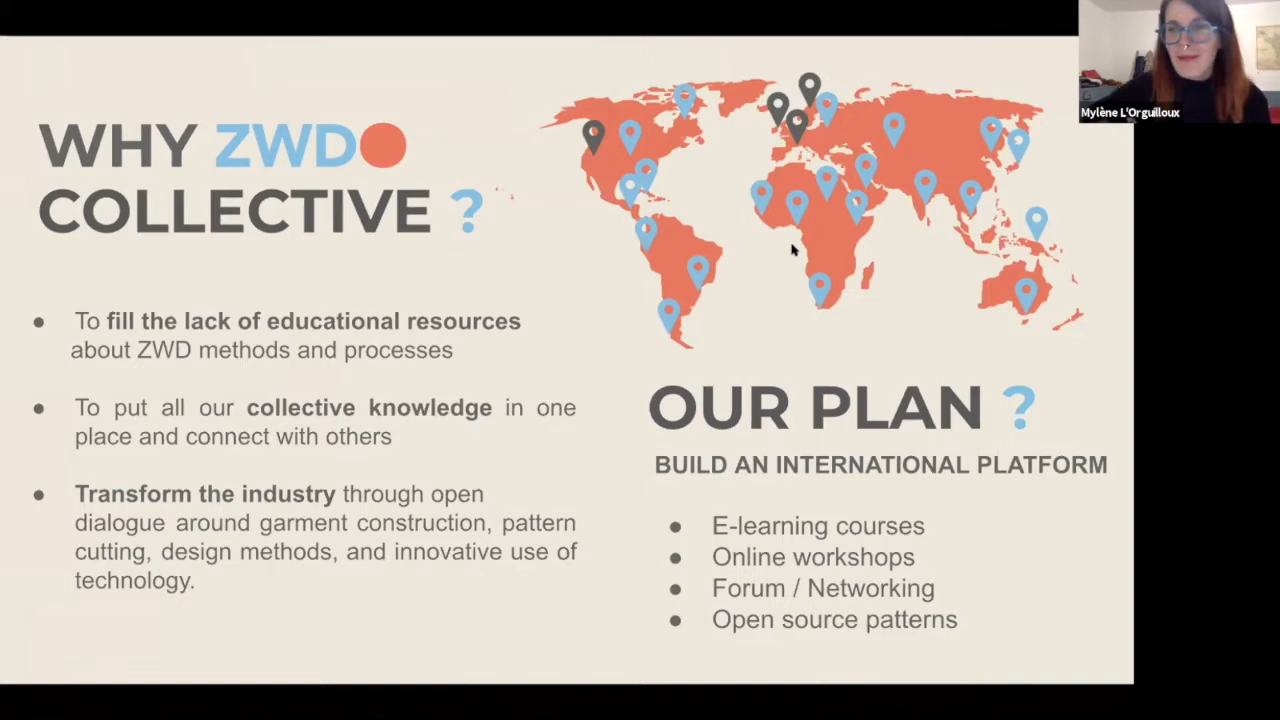 Mylène L'Orguilloux
WHY ZWD
COLLECTIVE ?
To fill the lack of educational resources
about ZWD methods and processes
To put all our collective knowledge in one
place and connect with others
Transform the industry through open
dialogue around garment construction, pattern
cutting, design methods, and innovative use of
technology.
OUR PLAN ?
BUILD AN INTERNATIONAL PLATFORM
E-learning courses
Online workshops
Forum / Networking
Open source patterns